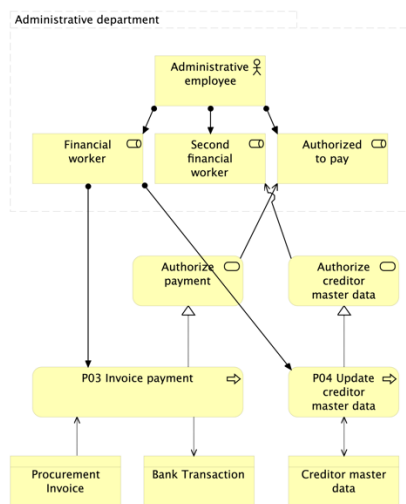 Administrative department
Administrative
employee
Financial
worker
Second
financial
worker
Authorized
to pay
Authorize
payment
Authorize
creditor
master data
P03 Invoice payment
P04 Update
creditor
master data
Procurement
Invoice
Bank Transaction
Creditor master
data